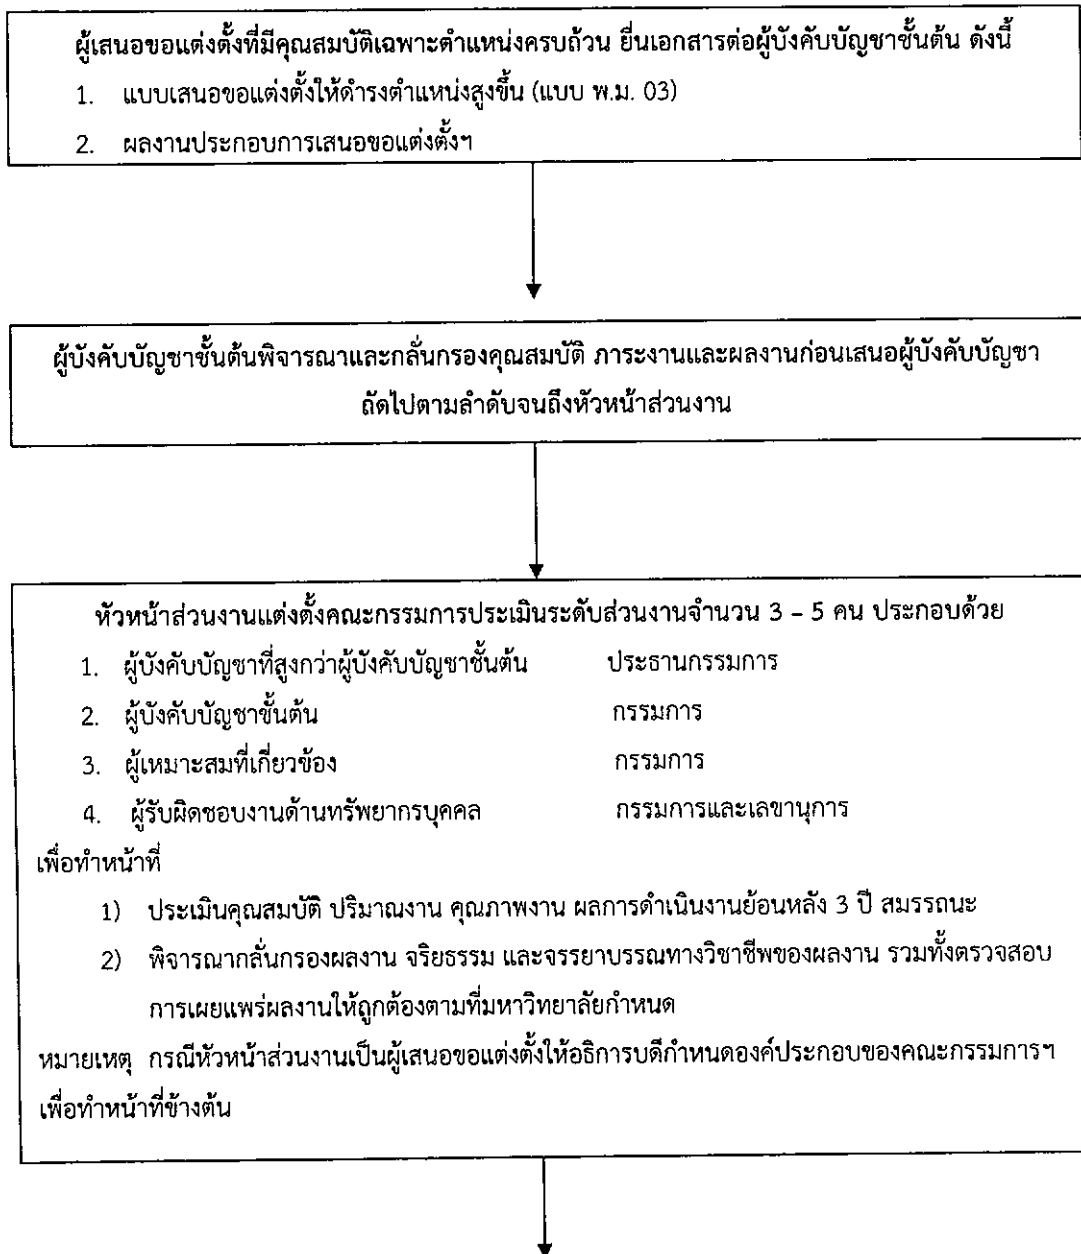 ผู้เสนอขอแต่งตั้งที่มีคุณสมบัติเฉพาะตำแหน่งครบถ้วน ยื่นเอกสารต่อผู้บังคับบัญชาชั้นต้น ดังนี้
1. แบบเสนอขอแต่งตั้งให้ดำรงตำแหน่งสูงขึ้น (แบบ พ.ม. 03)
2. ผลงานประกอบการเสนอขอแต่งตั้งฯ
ผู้บังคับบัญชาชั้นต้นพิจารณาและกลั่นกรองคุณสมบัติ ภาระงานและผลงานก่อนเสนอผู้บังคับบัญชา
ถัดไปตามลำดับจนถึงหัวหน้าส่วนงาน
หัวหน้าส่วนงานแต่งตั้งคณะกรรมการประเมินระดับส่วนงานจำนวน 3 – 5 คน ประกอบด้วย
1. ผู้บังคับบัญชาที่สูงกว่าผู้บังคับบัญชาชั้นต้น ประธานกรรมการ
2. ผู้บังคับบัญชาชั้นต้น กรรมการ
3. ผู้เหมาะสมที่เกี่ยวข้อง กรรมการ
4. ผู้รับผิดชอบงานด้านทรัพยากรบุคคล กรรมการและเลขานุการ
เพื่อทำหน้าที่
1) ประเมินคุณสมบัติ ปริมาณงาน คุณภาพงาน ผลการดำเนินงานย้อนหลัง 3 ปี สมรรถนะ
2) พิจารณากลั่นกรองผลงาน จริยธรรม และจรรยาบรรณทางวิชาชีพของผลงาน รวมทั้งตรวจสอบ
การเผยแพร่ผลงานให้ถูกต้องตามที่มหาวิทยาลัยกำหนด
หมายเหตุ กรณีหัวหน้าส่วนงานเป็นผู้เสนอขอแต่งตั้งให้อธิการบดีกำหนดองค์ประกอบของคณะกรรมการฯ
เพื่อทำหน้าที่ข้างต้น